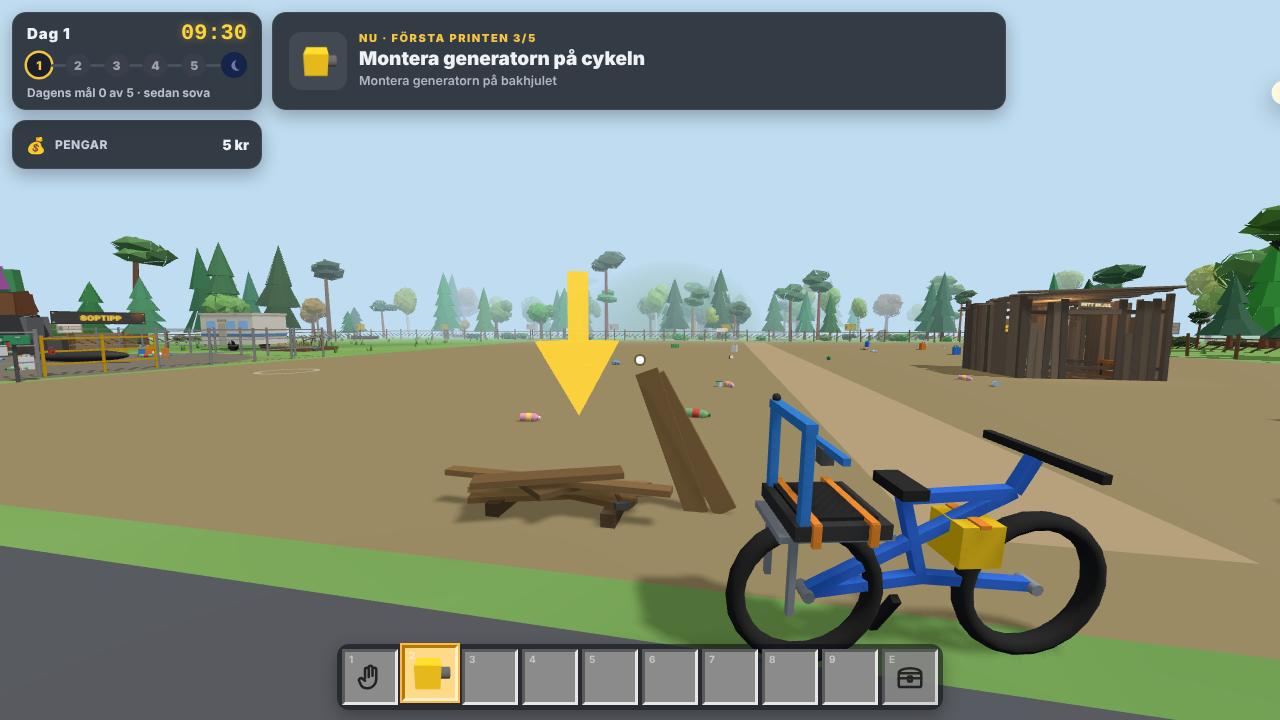 Dag 1 09:30
1 2 3 4 5
Dagens mål 0 av 5 · sedan sova
PENGAR 5 kr
NU · FÖRSTA PRINTEN 3/5
Montera generatorn på cykeln
Montera generatorn på bakhjulet
SOPTIPP
1 2 3 4 5 6 7 8 9 E